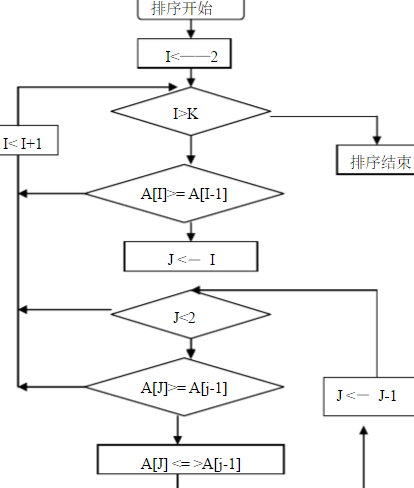 排序开始
I<——2
I>K
I< I+1
排序结束
A[I]>= A[I-1]
J <— I
J<2
A[J]>= A[j-1]
J <— J-1
A[J] <= >A[j-1]